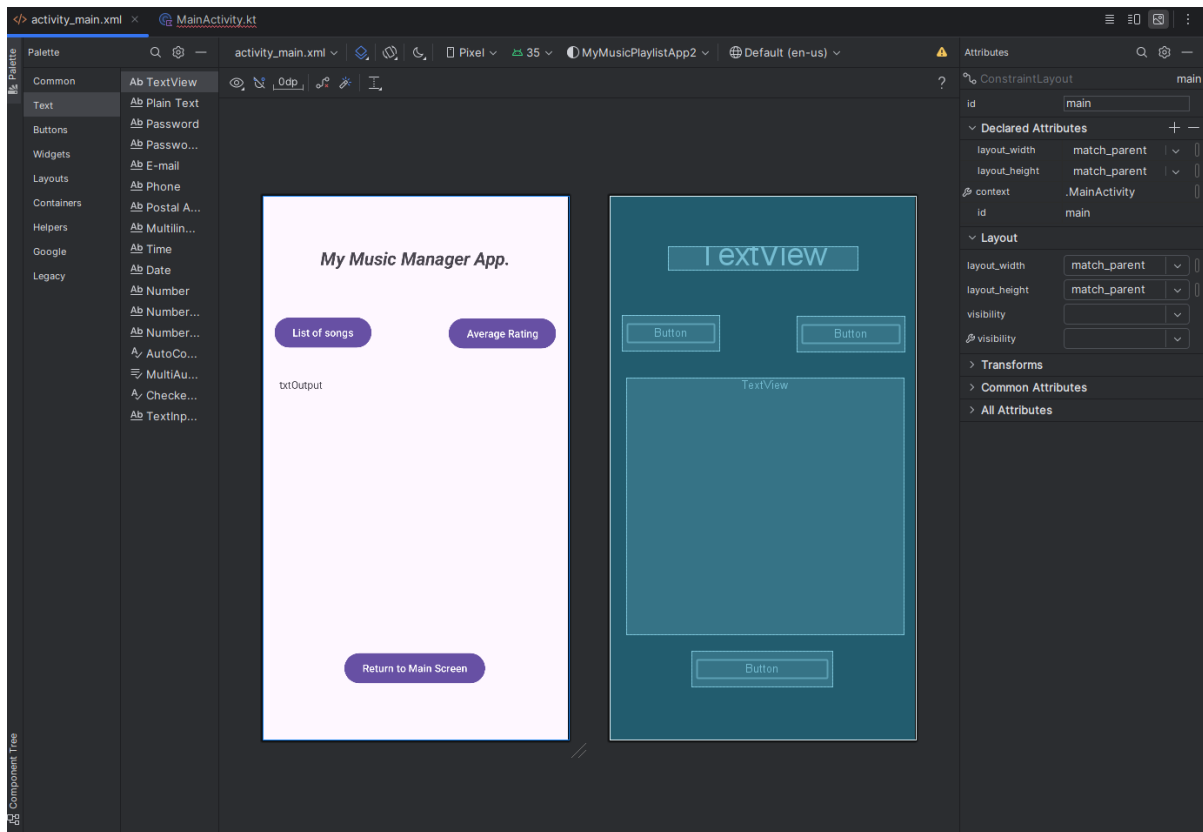 activity_main.xml
MainActivity.kt
Palette
Palette
activity_main.xml
Pixel
35
MyMusicPlaylistApp2
Default (en-us)
Attributes
Common
Text
Buttons
Widgets
Layouts
Containers
Helpers
Google
Legacy
Ab TextView
Ab Plain Text
Ab Password
Ab Passwo...
Ab E-mail
Ab Phone
Ab Postal A...
Ab Multilin...
Ab Time
Ab Date
Ab Number
Ab Number...
Ab Number...
AutoCo...
MultiAu...
Checke...
Ab TextInp...
0dp
?
My Music Manager App.
List of songs
Average Rating
txtOutput
Return to Main Screen
TextView
Button
Button
TextView
Button
ConstraintLayout
main
id
main
Declared Attributes
layout_width
match_parent
layout_height
match_parent
context
.MainActivity
id
main
Layout
layout_width
match_parent
layout_height
match_parent
visibility
visibility
Transforms
Common Attributes
All Attributes
Component Tree